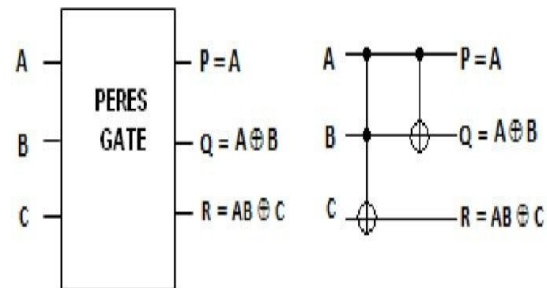 A
PERES
GATE
P = A
B
Q = A⊕B
C
R = AB⊕C
A
P = A
B
Q = A⊕B
C
R = AB⊕C